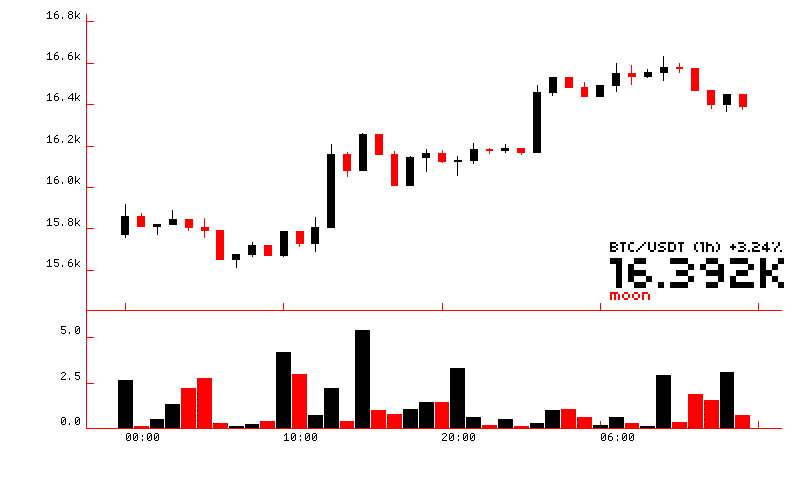 16.8k
16.6k
16.4k
16.2k
16.0k
15.8k
15.6k
BTC/USDT (1h) +3.24%
16.392K
moon
5.0
2.5
0.0
00:00 10:00 20:00 06:00